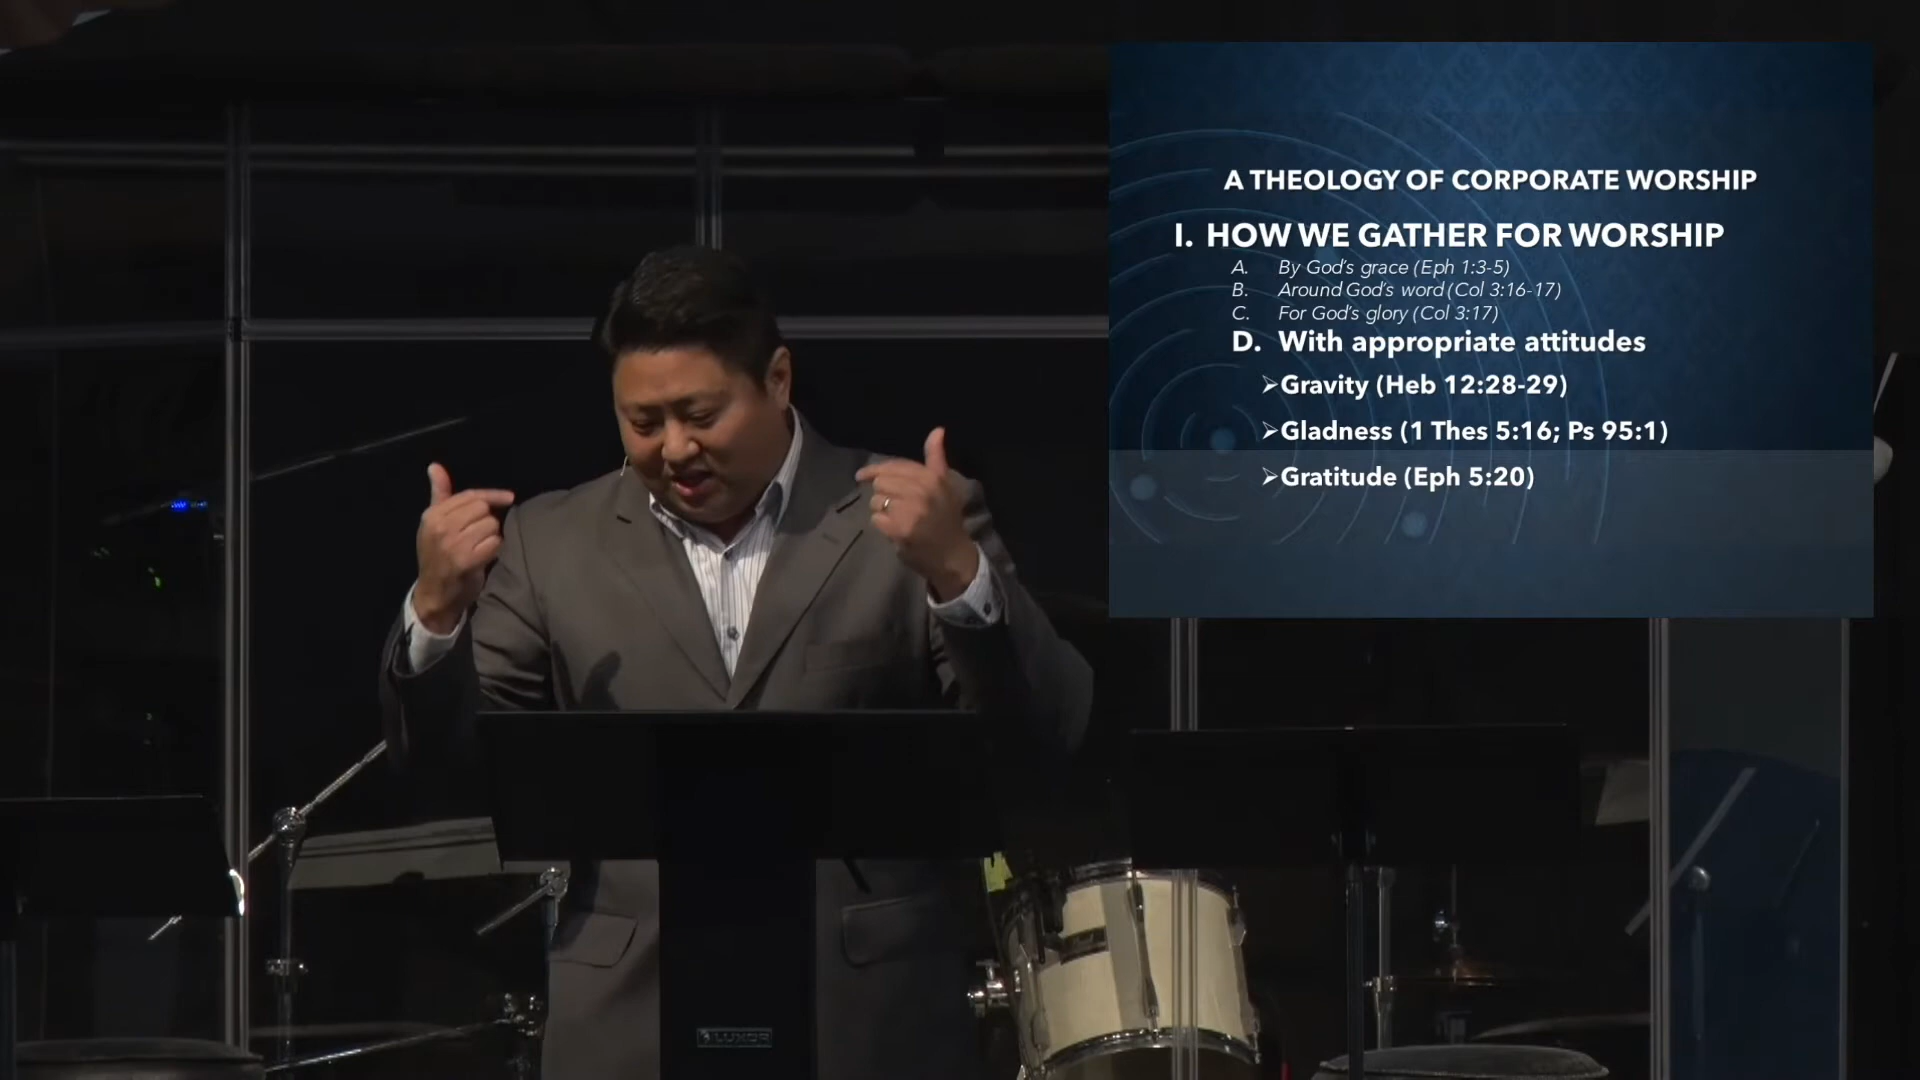 A THEOLOGY OF CORPORATE WORSHIP
I. HOW WE GATHER FOR WORSHIP
A. By God's grace (Eph 1:3-5)
B. Around God's word (Col 3:16-17)
C. For God's glory (Col 3:17)
D. With appropriate attitudes
➢Gravity (Heb 12:28-29)
➢Gladness (1 Thes 5:16; Ps 95:1)
➢Gratitude (Eph 5:20)
LUXOR